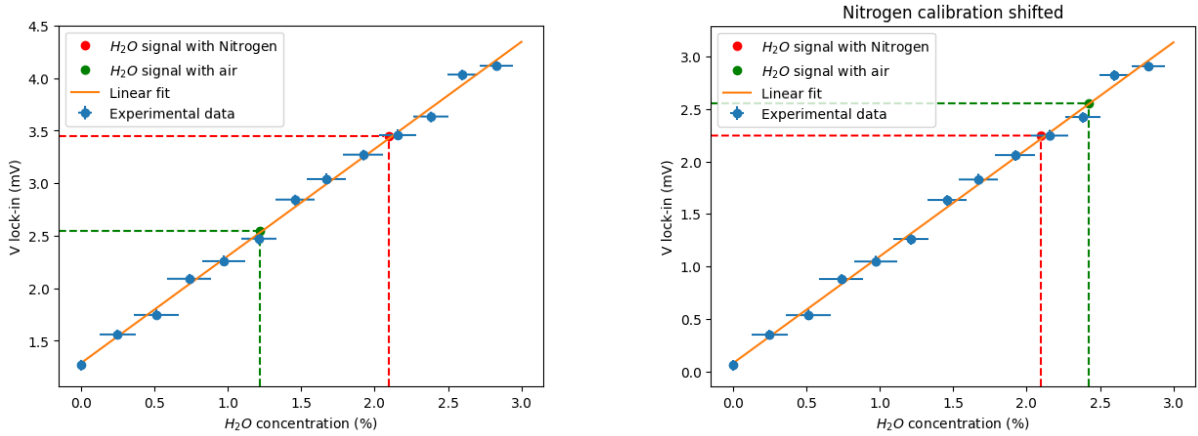 4.5
4.0
3.5
3.0
2.5
2.0
1.5
V lock-in (mV)
H₂O signal with Nitrogen
H₂O signal with air
Linear fit
Experimental data
0.0 0.5 1.0 1.5 2.0 2.5 3.0
H₂O concentration (%)
Nitrogen calibration shifted
3.0
2.5
2.0
1.5
1.0
0.5
0.0
V lock-in (mV)
H₂O signal with Nitrogen
H₂O signal with air
Linear fit
Experimental data
0.0 0.5 1.0 1.5 2.0 2.5 3.0
H₂O concentration (%)